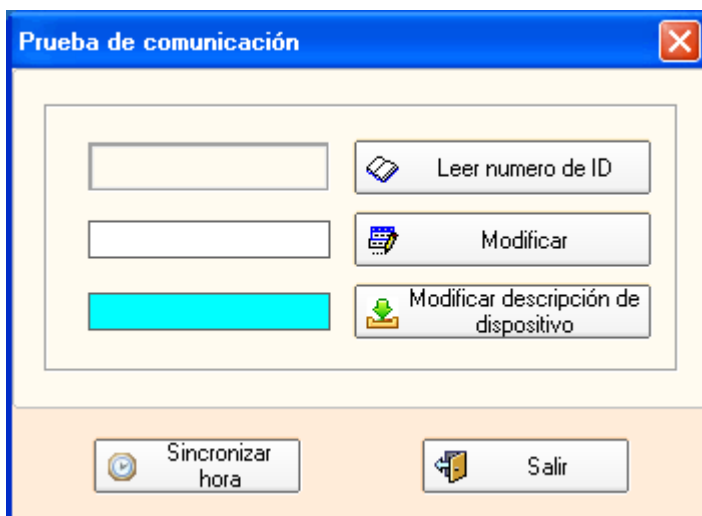 Prueba de comunicación
Leer numero de ID
Modificar
Modificar descripción de
dispositivo
Sincronizar
hora
Salir